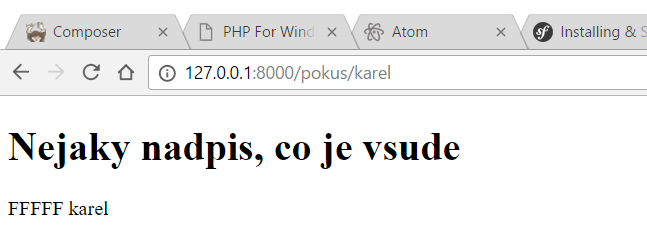 Composer
PHP For Wind
Atom
Installing & S
127.0.0.1:8000/pokus/karel
Nejaky nadpis, co je vsude
FFFFF karel